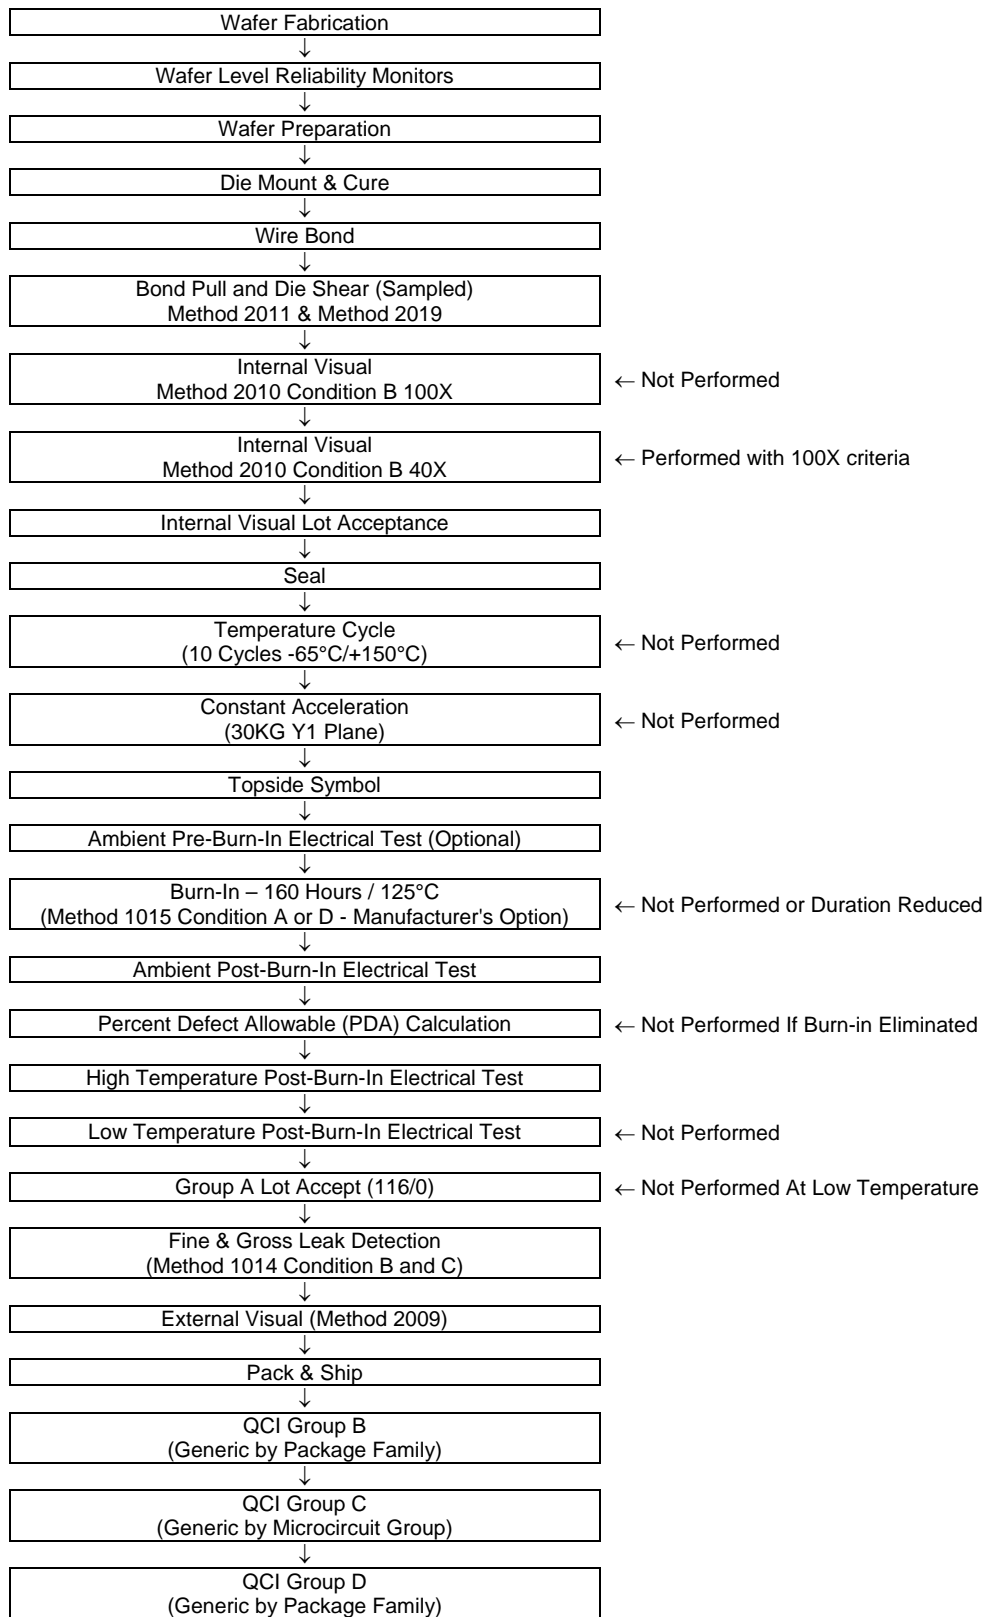 Wafer Fabrication
↓
Wafer Level Reliability Monitors
↓
Wafer Preparation
↓
Die Mount & Cure
↓
Wire Bond
↓
Bond Pull and Die Shear (Sampled)
Method 2011 & Method 2019
↓
Internal Visual
Method 2010 Condition B 100X
← Not Performed
↓
Internal Visual
Method 2010 Condition B 40X
← Performed with 100X criteria
↓
Internal Visual Lot Acceptance
↓
Seal
↓
Temperature Cycle
(10 Cycles -65°C/+150°C)
← Not Performed
↓
Constant Acceleration
(30KG Y1 Plane)
← Not Performed
↓
Topside Symbol
↓
Ambient Pre-Burn-In Electrical Test (Optional)
↓
Burn-In – 160 Hours / 125°C
(Method 1015 Condition A or D - Manufacturer's Option)
← Not Performed or Duration Reduced
↓
Ambient Post-Burn-In Electrical Test
↓
Percent Defect Allowable (PDA) Calculation
← Not Performed If Burn-in Eliminated
↓
High Temperature Post-Burn-In Electrical Test
↓
Low Temperature Post-Burn-In Electrical Test
← Not Performed
↓
Group A Lot Accept (116/0)
← Not Performed At Low Temperature
↓
Fine & Gross Leak Detection
(Method 1014 Condition B and C)
↓
External Visual (Method 2009)
↓
Pack & Ship
↓
QCI Group B
(Generic by Package Family)
↓
QCI Group C
(Generic by Microcircuit Group)
↓
QCI Group D
(Generic by Package Family)